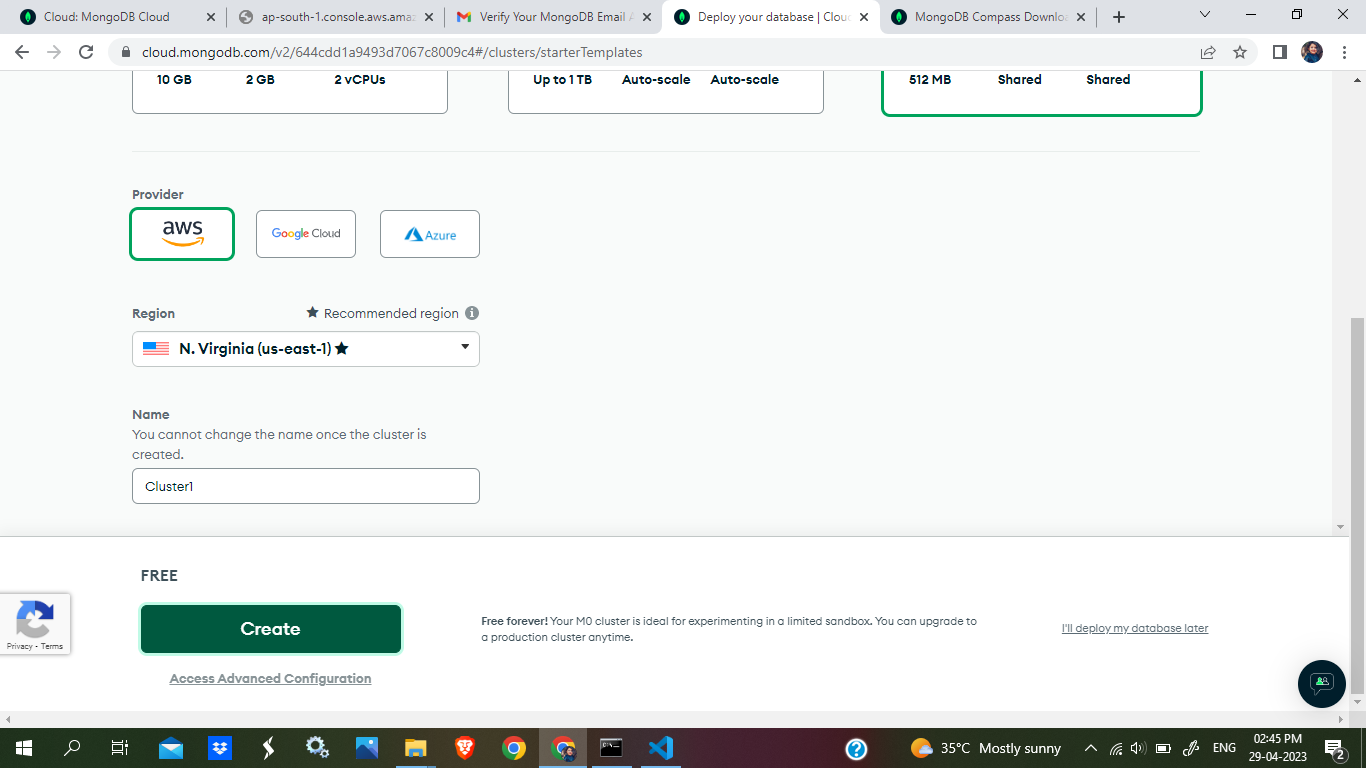 Cloud: MongoDB Cloud
ap-south-1.console.aws.amaz
Verify Your MongoDB Email A
Deploy your database | Cloud
MongoDB Compass Downloa
cloud.mongodb.com/v2/644cdd1a9493d7067c8009c4#/clusters/starterTemplates
10 GB 2 GB 2 vCPUs
Up to 1 TB Auto-scale Auto-scale
512 MB Shared Shared
Provider
aws
Google Cloud
Azure
Region
★ Recommended region
N. Virginia (us-east-1) ★
Name
You cannot change the name once the cluster is
created.
Cluster1
FREE
Create
Access Advanced Configuration
Free forever! Your M0 cluster is ideal for experimenting in a limited sandbox. You can upgrade to
a production cluster anytime.
I'll deploy my database later
Privacy - Terms
35°C Mostly sunny
ENG
02:45 PM
29-04-2023
2